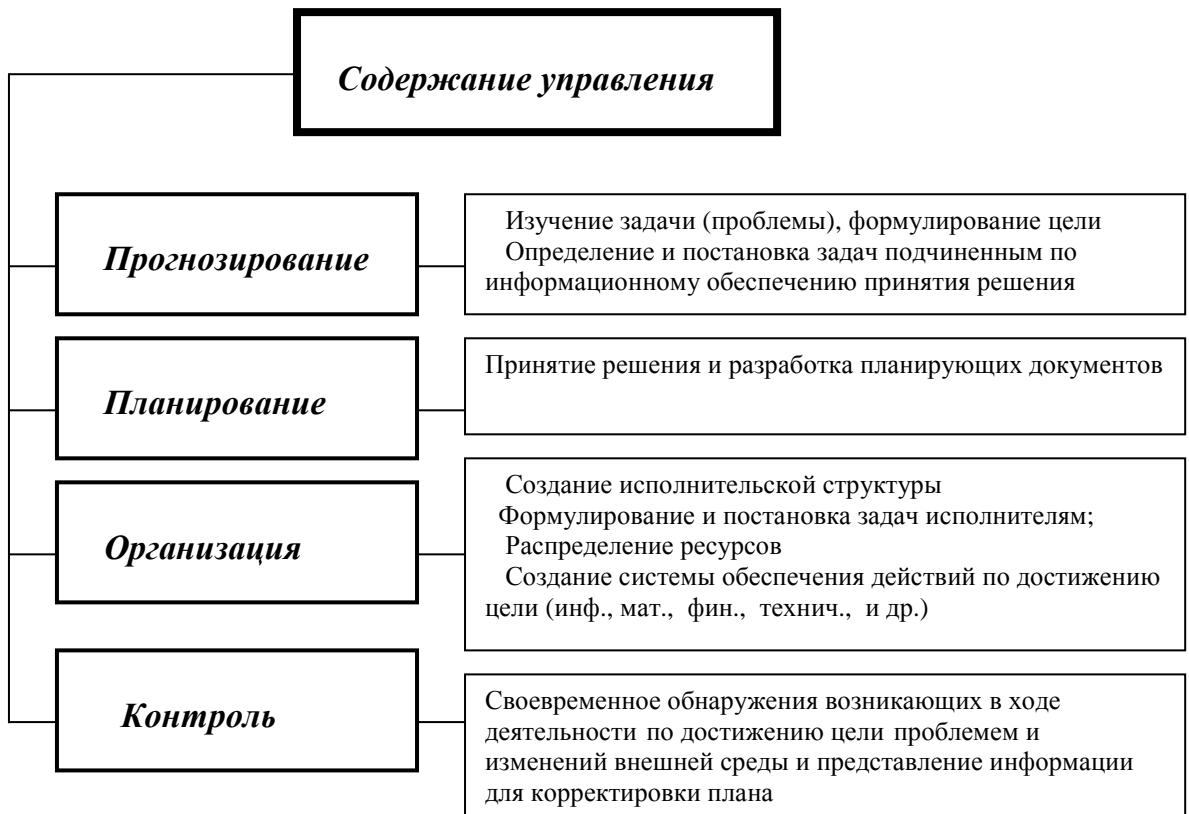 Содержание управления
Прогнозирование
Изучение задачи (проблемы), формулирование цели
Определение и постановка задач подчиненным по
информационному обеспечению принятия решения
Планирование
Принятие решения и разработка планирующих документов
Организация
Создание исполнительской структуры
Формулирование и постановка задач исполнителям;
Распределение ресурсов
Создание системы обеспечения действий по достижению
цели (инф., мат., фин., технич., и др.)
Контроль
Своевременное обнаружения возникающих в ходе
деятельности по достижению цели проблемем и
изменений внешней среды и представление информации
для корректировки плана